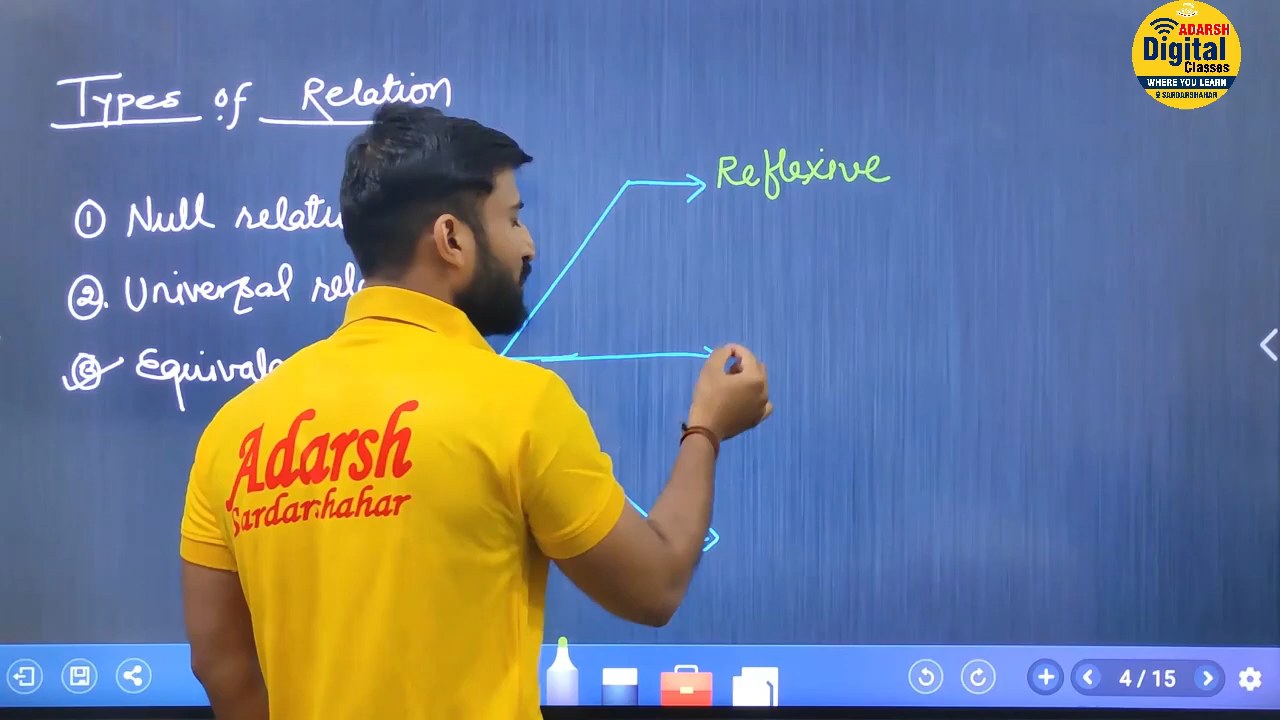 Types of Relation
① Null
② Universal
③
Reflexive
Adarsh
Sardarshahar
ADARSH
Digital
Classes
WHERE YOU LEARN
SARDARSHAHAR
4 / 15